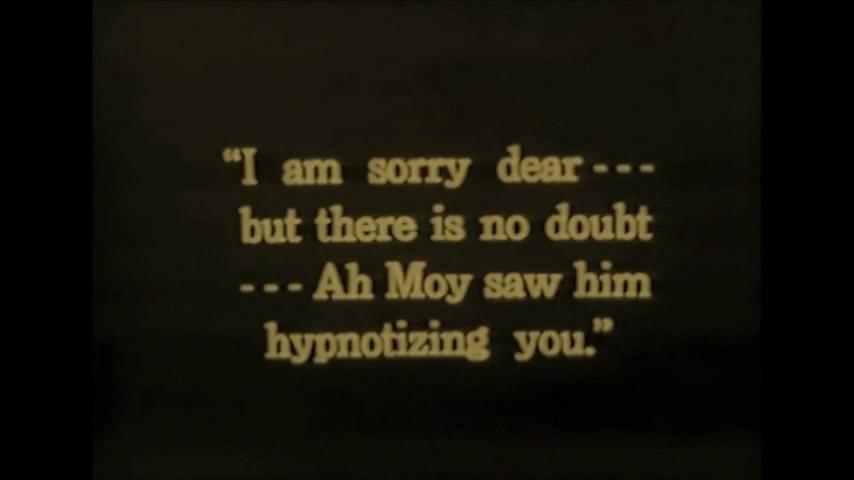 “I am sorry dear ---
but there is no doubt
--- Ah Moy saw him
hypnotizing you.”